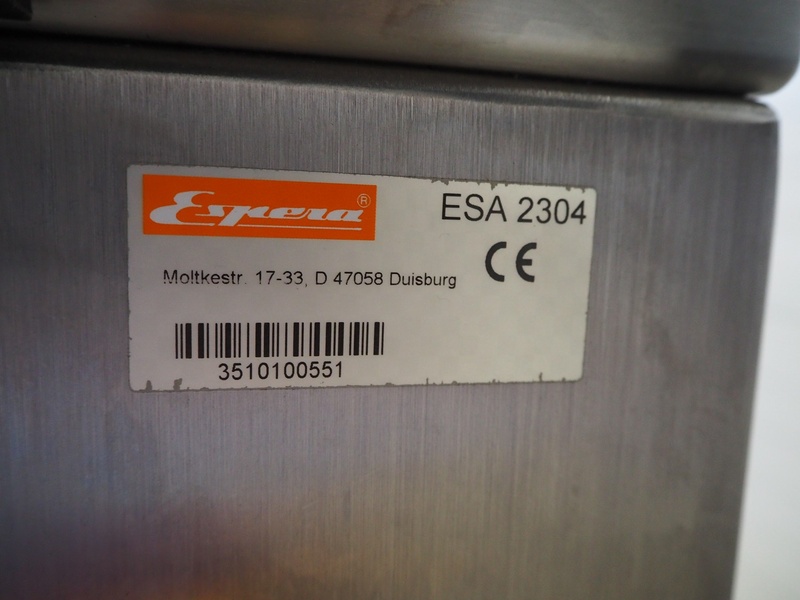 Espera ®
ESA 2304
CE
Moltkestr. 17-33, D 47058 Duisburg
3510100551